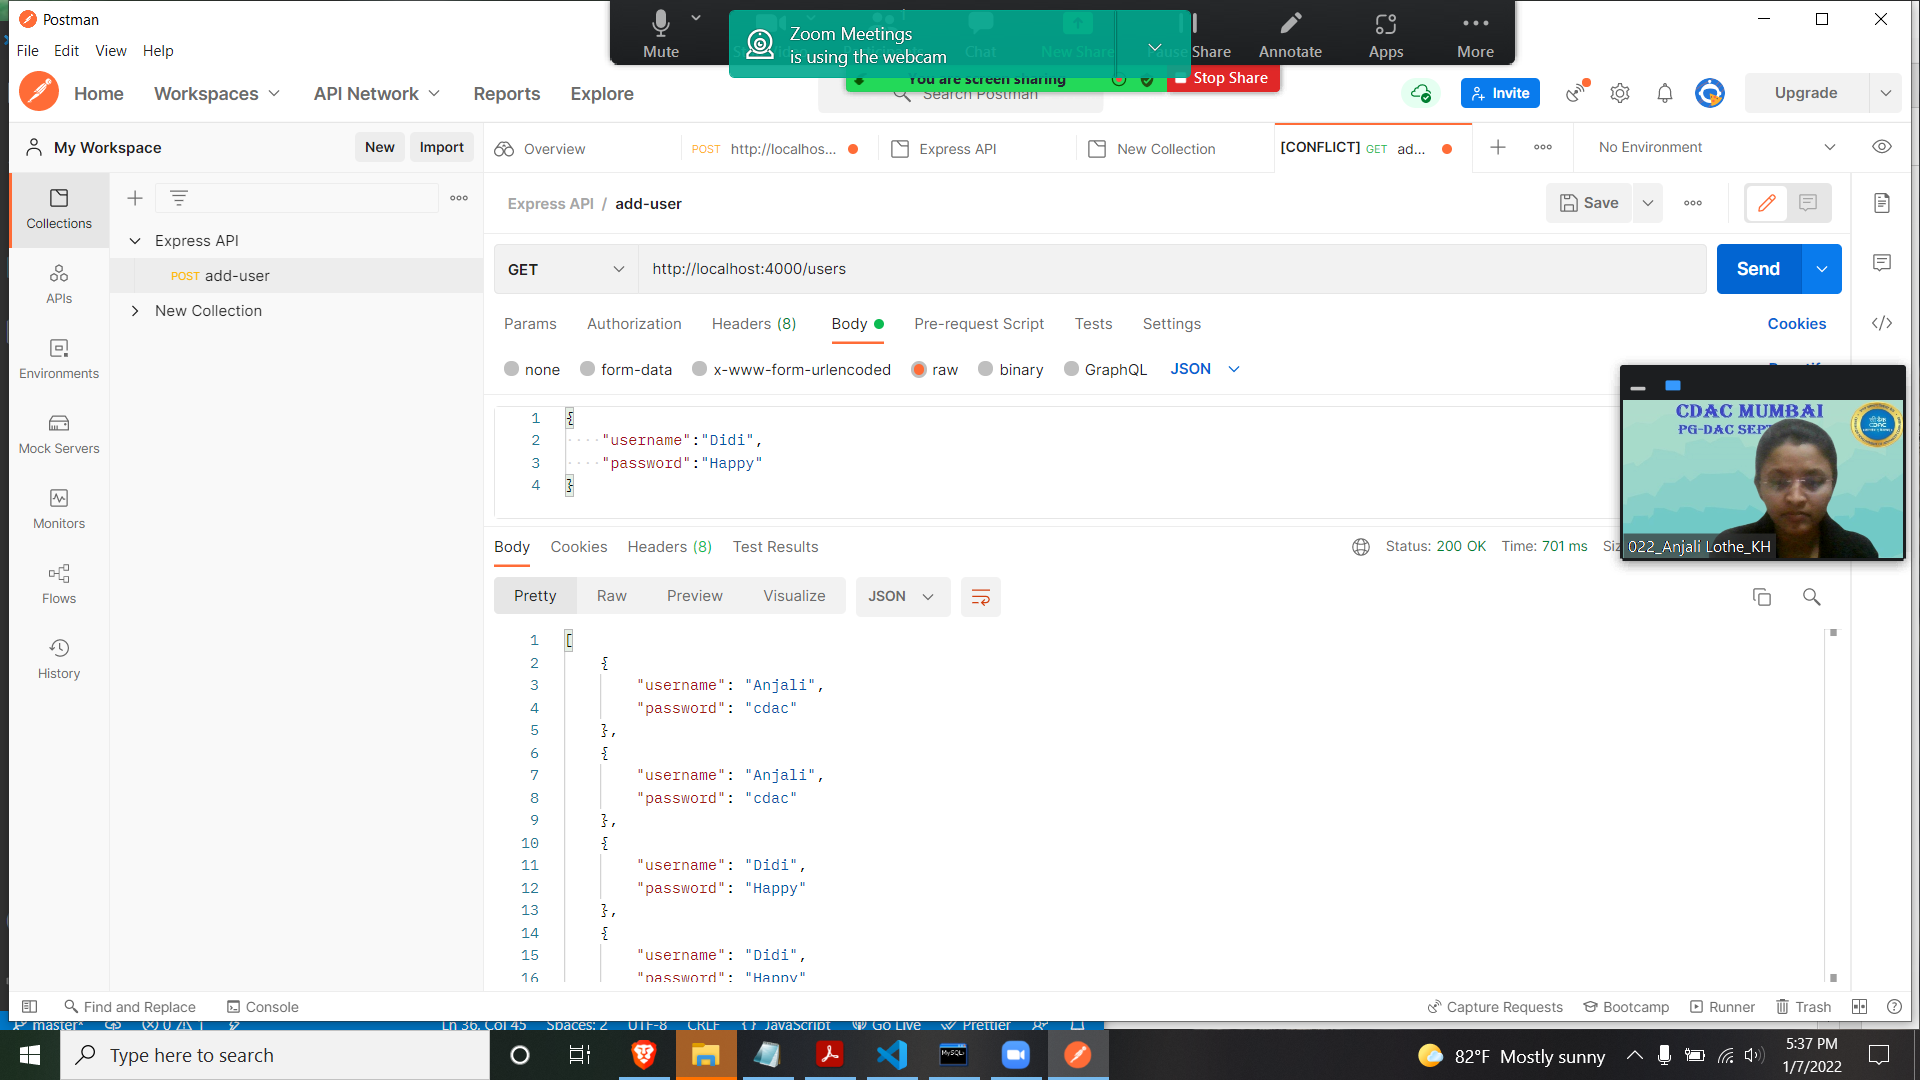 Postman
File Edit View Help
Mute
Zoom Meetings
is using the webcam
Chat
New Share
Pause Share
Annotate
Apps
More
You are screen sharing
Stop Share
Home
Workspaces
API Network
Reports
Explore
Search Postman
Invite
Upgrade
My Workspace
New
Import
Overview
POST http://localhos...
Express API
New Collection
[CONFLICT] GET ad...
No Environment
Collections
APIs
Environments
Mock Servers
Monitors
Flows
History
Express API
POST add-user
New Collection
Express API / add-user
Save
GET
http://localhost:4000/users
Send
Params
Authorization
Headers (8)
Body
Pre-request Script
Tests
Settings
Cookies
none
form-data
x-www-form-urlencoded
raw
binary
GraphQL
JSON
1 {
2 "username":"Didi",
3 "password":"Happy"
4 }
CDAC MUMBAI
PG-DAC SEPT
022_Anjali Lothe_KH
Body
Cookies
Headers (8)
Test Results
Status: 200 OK
Time: 701 ms
Siz
Pretty
Raw
Preview
Visualize
JSON
1 [
2 {
3 "username": "Anjali",
4 "password": "cdac"
5 },
6 {
7 "username": "Anjali",
8 "password": "cdac"
9 },
10 {
11 "username": "Didi",
12 "password": "Happy"
13 },
14 {
15 "username": "Didi",
16 "password": "Happy"
Find and Replace
Console
Capture Requests
Bootcamp
Runner
Trash
master*
Ln 36, Col 45
Spaces: 2
UTF-8
CRLF
{} JavaScript
Go Live
Prettier
Type here to search
82°F Mostly sunny
5:37 PM
1/7/2022